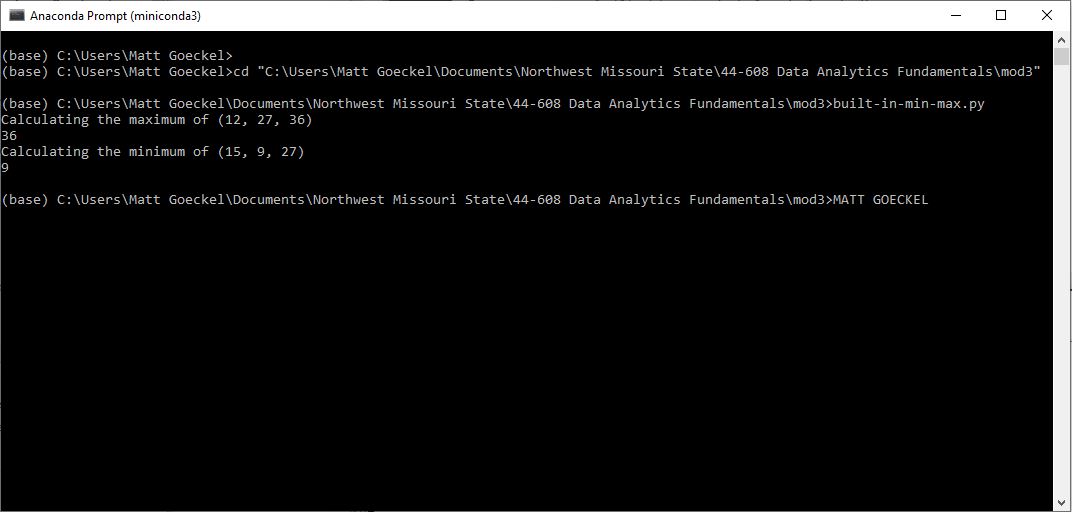 Anaconda Prompt (miniconda3)
(base) C:\Users\Matt Goeckel>
(base) C:\Users\Matt Goeckel>cd "C:\Users\Matt Goeckel\Documents\Northwest Missouri State\44-608 Data Analytics Fundamentals\mod3"
(base) C:\Users\Matt Goeckel\Documents\Northwest Missouri State\44-608 Data Analytics Fundamentals\mod3>built-in-min-max.py
Calculating the maximum of (12, 27, 36)
36
Calculating the minimum of (15, 9, 27)
9
(base) C:\Users\Matt Goeckel\Documents\Northwest Missouri State\44-608 Data Analytics Fundamentals\mod3>MATT GOECKEL